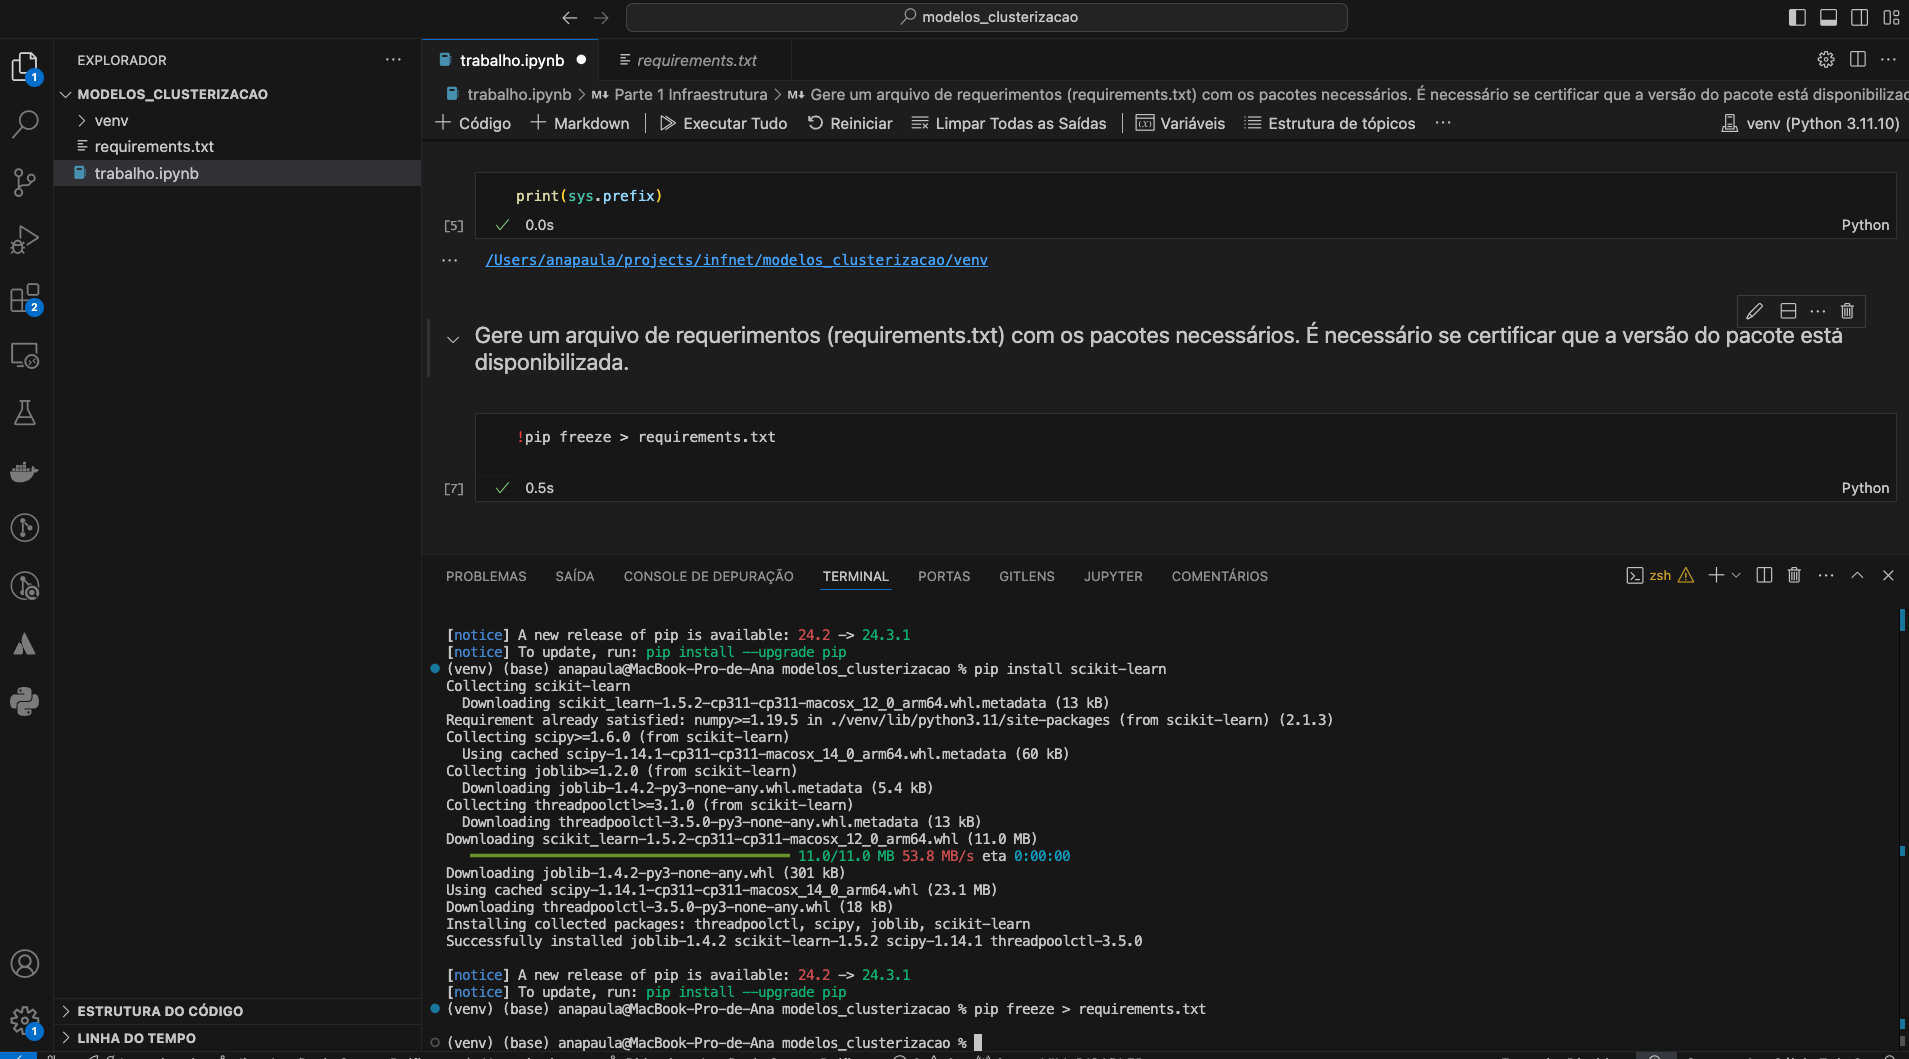 modelos_clusterizacao
1
EXPLORADOR
trabalho.ipynb
requirements.txt
MODELOS_CLUSTERIZACAO
trabalho.ipynb > M↓ Parte 1 Infraestrutura > M↓ Gere um arquivo de requerimentos (requirements.txt) com os pacotes necessários. É necessário se certificar que a versão do pacote está disponibilizac
venv
Código
Markdown
Executar Tudo
Reiniciar
Limpar Todas as Saídas
Variáveis
Estrutura de tópicos
venv (Python 3.11.10)
requirements.txt
trabalho.ipynb
print(sys.prefix)
[5]
0.0s
Python
/Users/anapaula/projects/infnet/modelos_clusterizacao/venv
2
Gere um arquivo de requerimentos (requirements.txt) com os pacotes necessários. É necessário se certificar que a versão do pacote está
disponibilizada.
!pip freeze > requirements.txt
[7]
0.5s
Python
PROBLEMAS
SAÍDA
CONSOLE DE DEPURAÇÃO
TERMINAL
PORTAS
GITLENS
JUPYTER
COMENTÁRIOS
zsh
[notice] A new release of pip is available: 24.2 -> 24.3.1
[notice] To update, run: pip install --upgrade pip
(venv) (base) anapaula@MacBook-Pro-de-Ana modelos_clusterizacao % pip install scikit-learn
Collecting scikit-learn
Downloading scikit_learn-1.5.2-cp311-cp311-macosx_12_0_arm64.whl.metadata (13 kB)
Requirement already satisfied: numpy>=1.19.5 in ./venv/lib/python3.11/site-packages (from scikit-learn) (2.1.3)
Collecting scipy>=1.6.0 (from scikit-learn)
Using cached scipy-1.14.1-cp311-cp311-macosx_14_0_arm64.whl.metadata (60 kB)
Collecting joblib>=1.2.0 (from scikit-learn)
Downloading joblib-1.4.2-py3-none-any.whl.metadata (5.4 kB)
Collecting threadpoolctl>=3.1.0 (from scikit-learn)
Downloading threadpoolctl-3.5.0-py3-none-any.whl.metadata (13 kB)
Downloading scikit_learn-1.5.2-cp311-cp311-macosx_12_0_arm64.whl (11.0 MB)
11.0/11.0 MB 53.8 MB/s eta 0:00:00
Downloading joblib-1.4.2-py3-none-any.whl (301 kB)
Using cached scipy-1.14.1-cp311-cp311-macosx_14_0_arm64.whl (23.1 MB)
Downloading threadpoolctl-3.5.0-py3-none-any.whl (18 kB)
Installing collected packages: threadpoolctl, scipy, joblib, scikit-learn
Successfully installed joblib-1.4.2 scikit-learn-1.5.2 scipy-1.14.1 threadpoolctl-3.5.0
[notice] A new release of pip is available: 24.2 -> 24.3.1
[notice] To update, run: pip install --upgrade pip
(venv) (base) anapaula@MacBook-Pro-de-Ana modelos_clusterizacao % pip freeze > requirements.txt
(venv) (base) anapaula@MacBook-Pro-de-Ana modelos_clusterizacao %
ESTRUTURA DO CÓDIGO
1
LINHA DO TEMPO